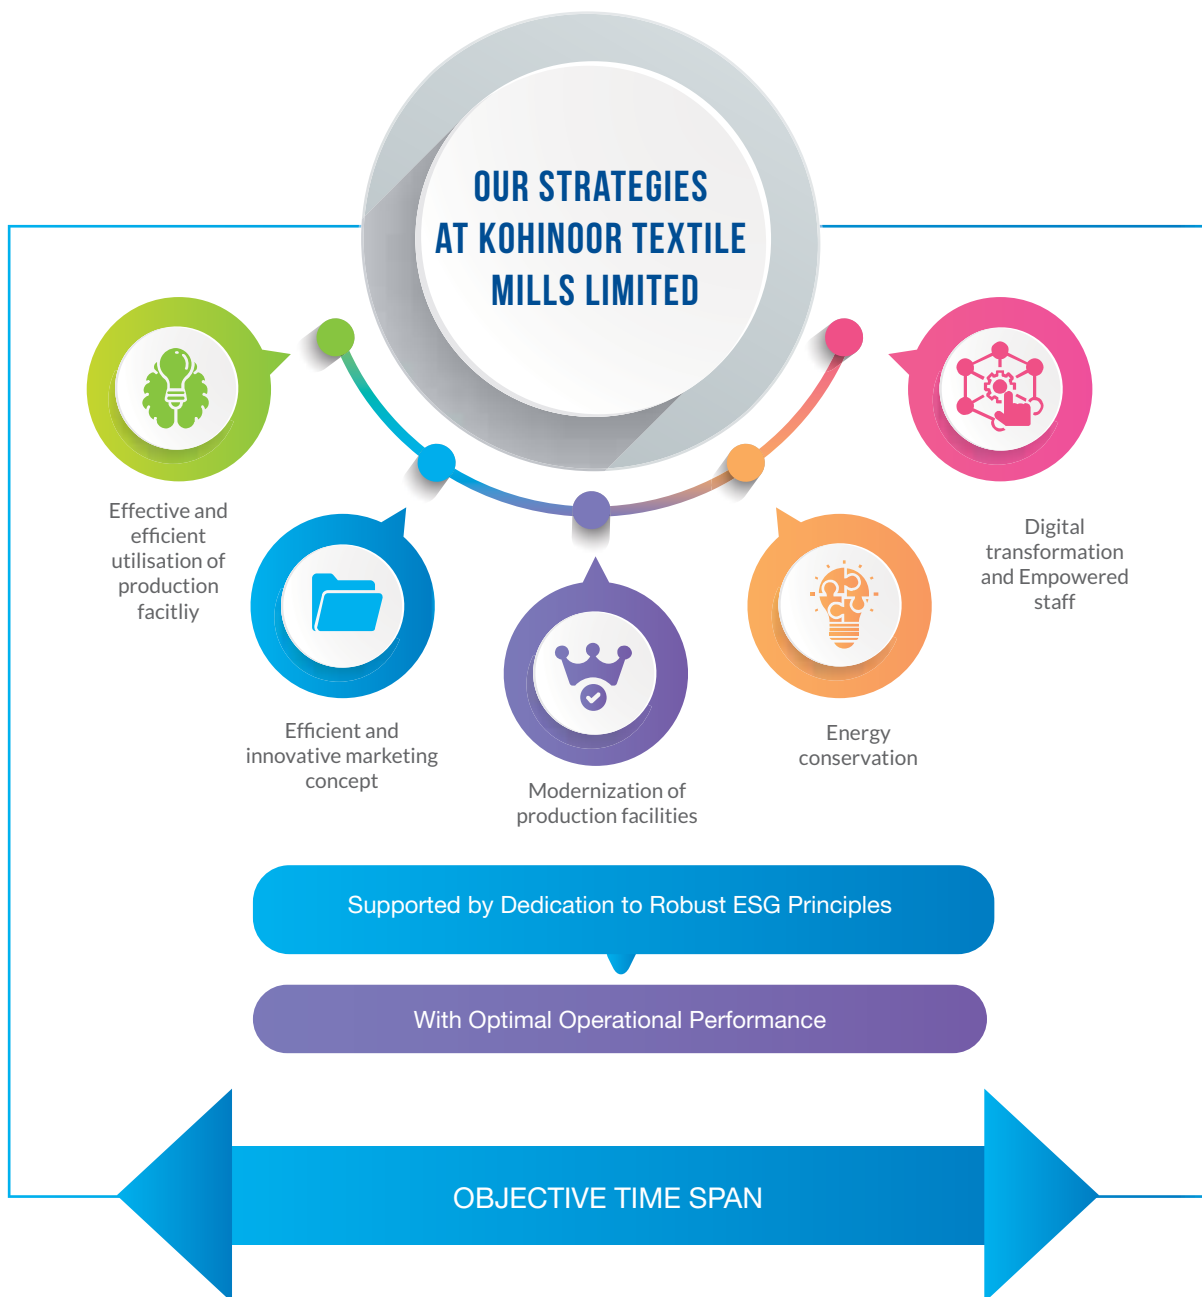 OUR STRATEGIES
AT KOHINOOR TEXTILE
MILLS LIMITED
Effective and
efficient
utilisation of
production
facitliy
Efficient and
innovative marketing
concept
Modernization of
production facilities
Energy
conservation
Digital
transformation
and Empowered
staff
Supported by Dedication to Robust ESG Principles
With Optimal Operational Performance
OBJECTIVE TIME SPAN